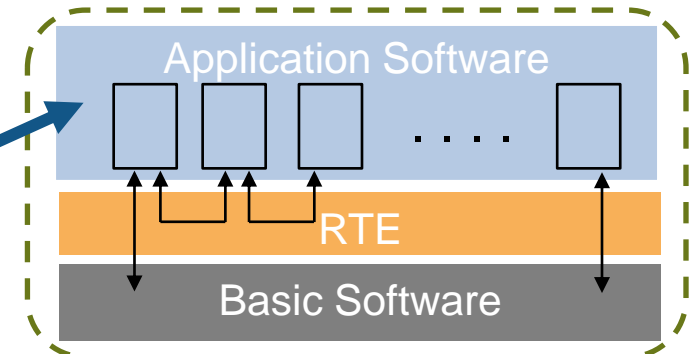 Application Software
. . . .
RTE
Basic Software